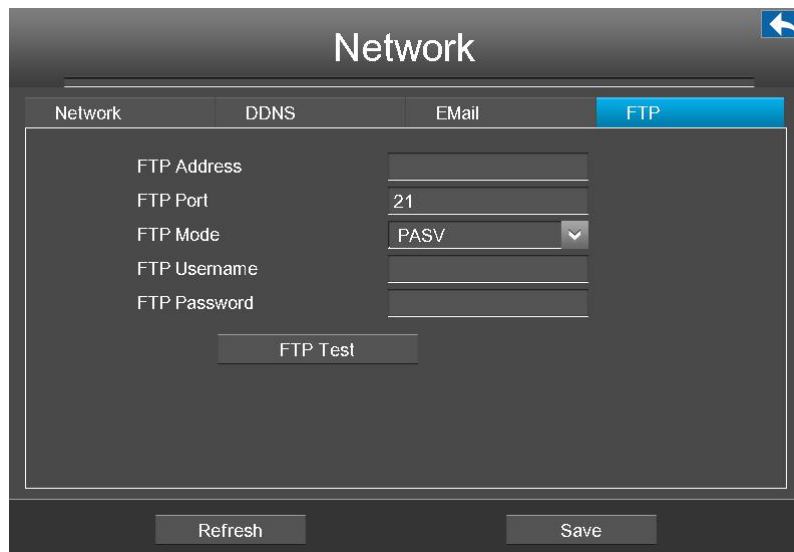 Network
Network DDNS EMail FTP
FTP Address
FTP Port 21
FTP Mode PASV
FTP Username
FTP Password
FTP Test
Refresh Save